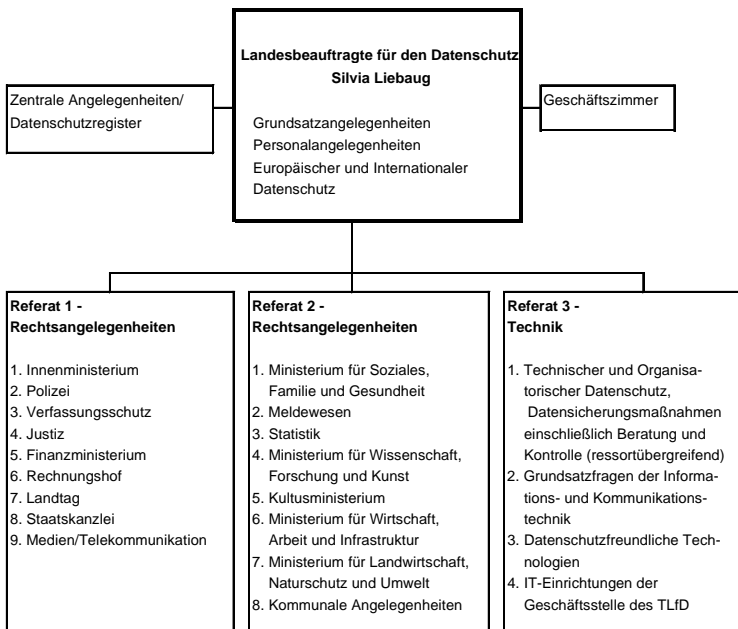 Landesbeauftragte für den Datenschutz
Silvia Liebaug
Grundsatzangelegenheiten
Personalangelegenheiten
Europäischer und Internationaler
Datenschutz
Zentrale Angelegenheiten/
Datenschutzregister
Geschäftszimmer
Referat 1 -
Rechtsangelegenheiten
1. Innenministerium
2. Polizei
3. Verfassungsschutz
4. Justiz
5. Finanzministerium
6. Rechnungshof
7. Landtag
8. Staatskanzlei
9. Medien/Telekommunikation
Referat 2 -
Rechtsangelegenheiten
1. Ministerium für Soziales,
Familie und Gesundheit
2. Meldewesen
3. Statistik
4. Ministerium für Wissenschaft,
Forschung und Kunst
5. Kultusministerium
6. Ministerium für Wirtschaft,
Arbeit und Infrastruktur
7. Ministerium für Landwirtschaft,
Naturschutz und Umwelt
8. Kommunale Angelegenheiten
Referat 3 -
Technik
1. Technischer und Organisa-
torischer Datenschutz,
Datensicherungsmaßnahmen
einschließlich Beratung und
Kontrolle (ressortübergreifend)
2. Grundsatzfragen der Informa-
tions- und Kommunikations-
technik
3. Datenschutzfreundliche Tech-
nologien
4. IT-Einrichtungen der
Geschäftsstelle des TLfD